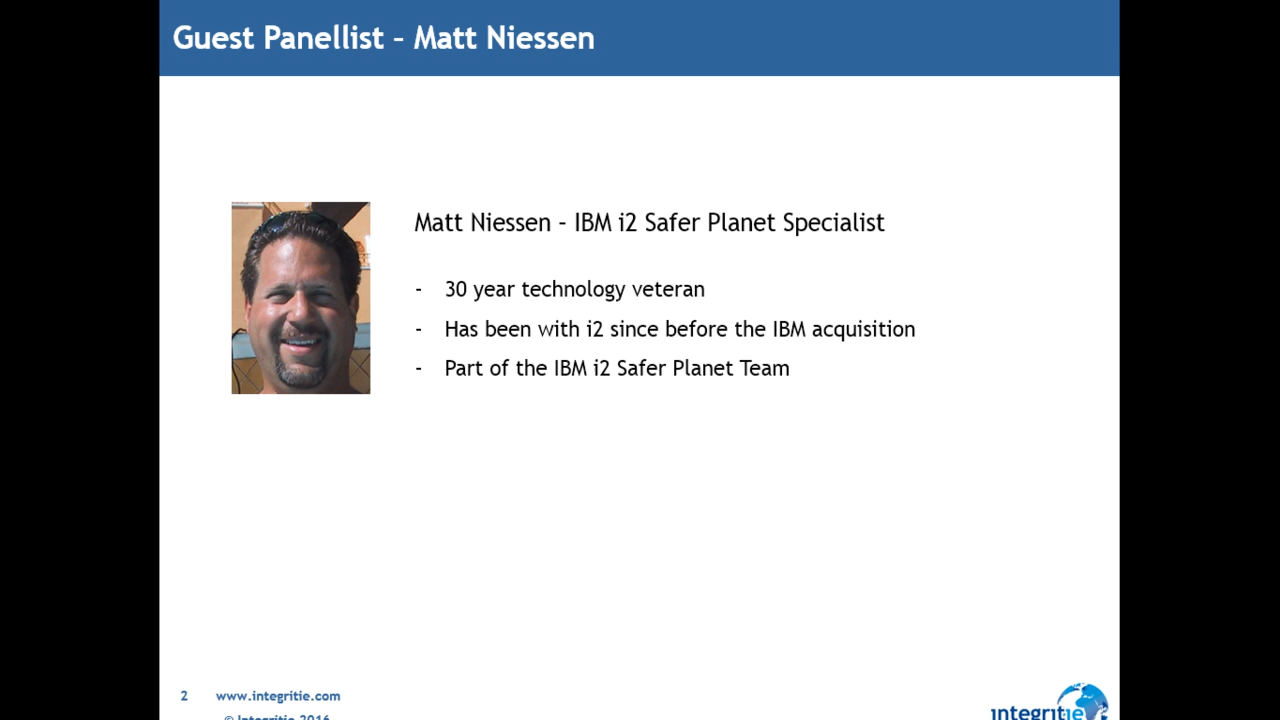 Guest Panellist – Matt Niessen
Matt Niessen – IBM i2 Safer Planet Specialist
- 30 year technology veteran
- Has been with i2 since before the IBM acquisition
- Part of the IBM i2 Safer Planet Team
2 www.integritie.com
© Integritie 2016
integritie